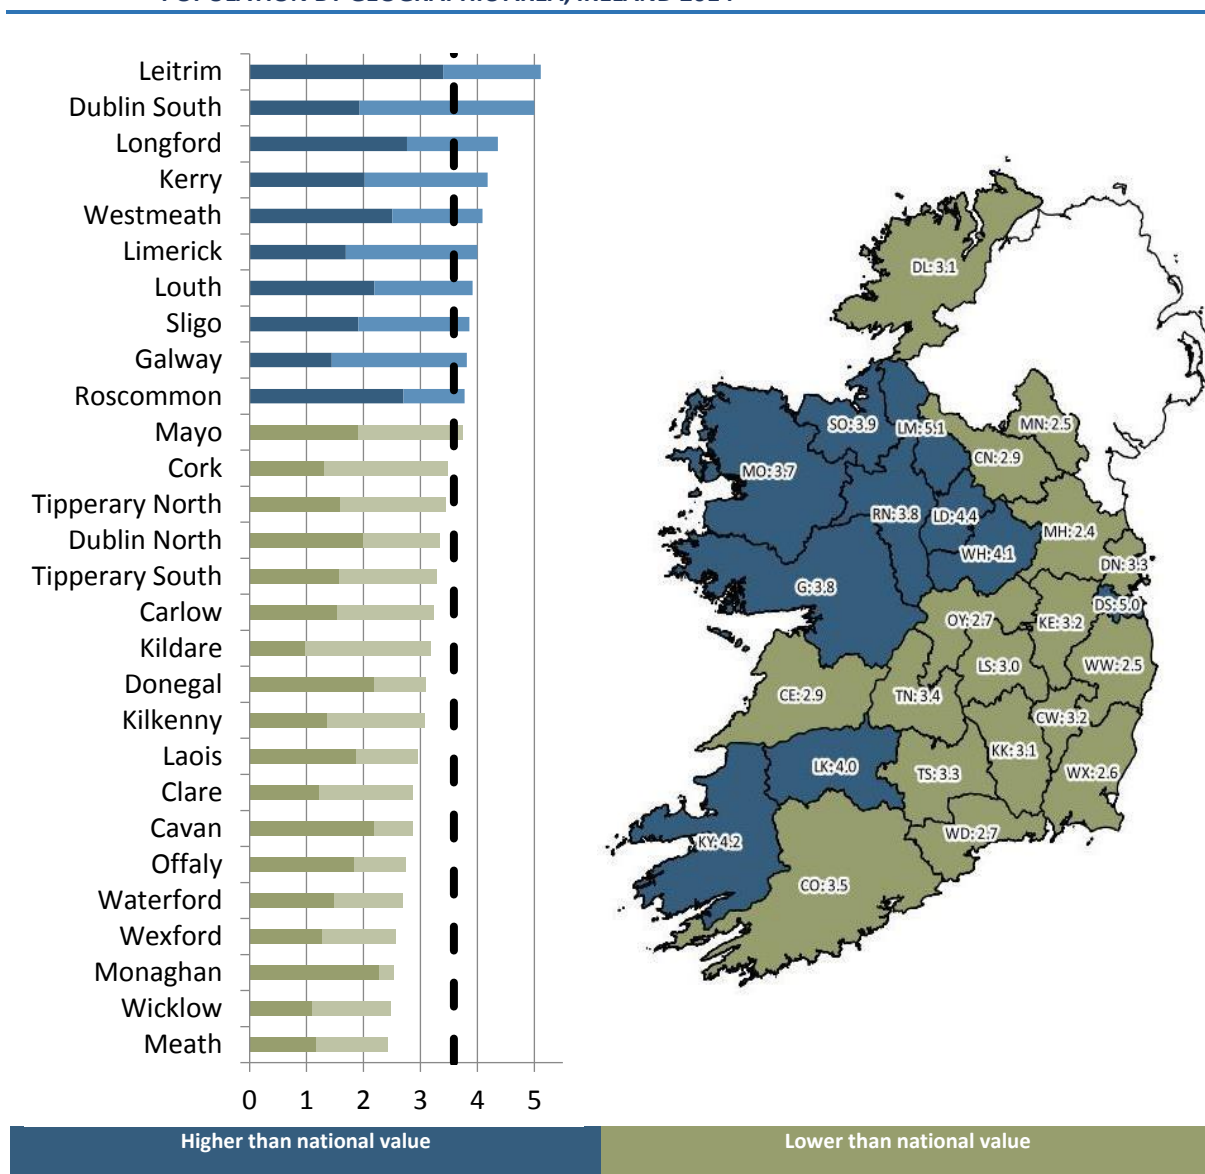 POPULATION BY GEOGRAPHIC AREA, IRELAND 2014
Leitrim
Dublin South
Longford
Kerry
Westmeath
Limerick
Louth
Sligo
Galway
Roscommon
Mayo
Cork
Tipperary North
Dublin North
Tipperary South
Carlow
Kildare
Donegal
Kilkenny
Laois
Clare
Cavan
Offaly
Waterford
Wexford
Monaghan
Wicklow
Meath
0 1 2 3 4 5
DL: 3.1
SO: 3.9
LM: 5.1
MN: 2.5
CN: 2.9
MO: 3.7
RN: 3.8
LD: 4.4
MH: 2.4
WH: 4.1
DN: 3.3
G: 3.8
DS: 5.0
OY: 2.7
KE: 3.2
LS: 3.0
WW: 2.5
CE: 2.9
TN: 3.4
CW: 3.2
KK: 3.1
LK: 4.0
TS: 3.3
WX: 2.6
WD: 2.7
KY: 4.2
CO: 3.5
Higher than national value
Lower than national value